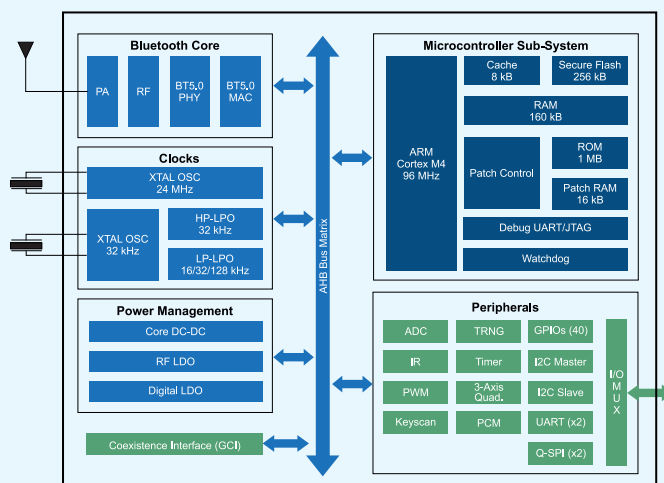 Bluetooth Core
PA
RF
BT5.0
PHY
BT5.0
MAC
Clocks
XTAL OSC
24 MHz
XTAL OSC
32 kHz
HP-LPO
32 kHz
LP-LPO
16/32/128 kHz
Power Management
Core DC-DC
RF LDO
Digital LDO
Coexistence Interface (GCI)
AHB Bus Matrix
Microcontroller Sub-System
ARM
Cortex M4
96 MHz
Cache
8 kB
Secure Flash
256 kB
RAM
160 kB
Patch Control
ROM
1 MB
Patch RAM
16 kB
Debug UART/JTAG
Watchdog
Peripherals
ADC
TRNG
GPIOs (40)
IR
Timer
I2C Master
PWM
3-Axis
Quad.
I2C Slave
Keyscan
PCM
UART (x2)
Q-SPI (x2)
I/O MUX